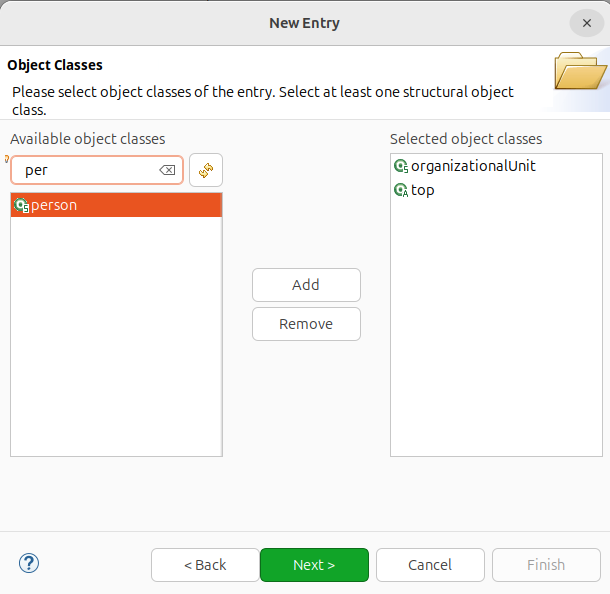 New Entry
Object Classes
Please select object classes of the entry. Select at least one structural object
class.
Available object classes
Selected object classes
per
person
organizationalUnit
top
Add
Remove
< Back
Next >
Cancel
Finish